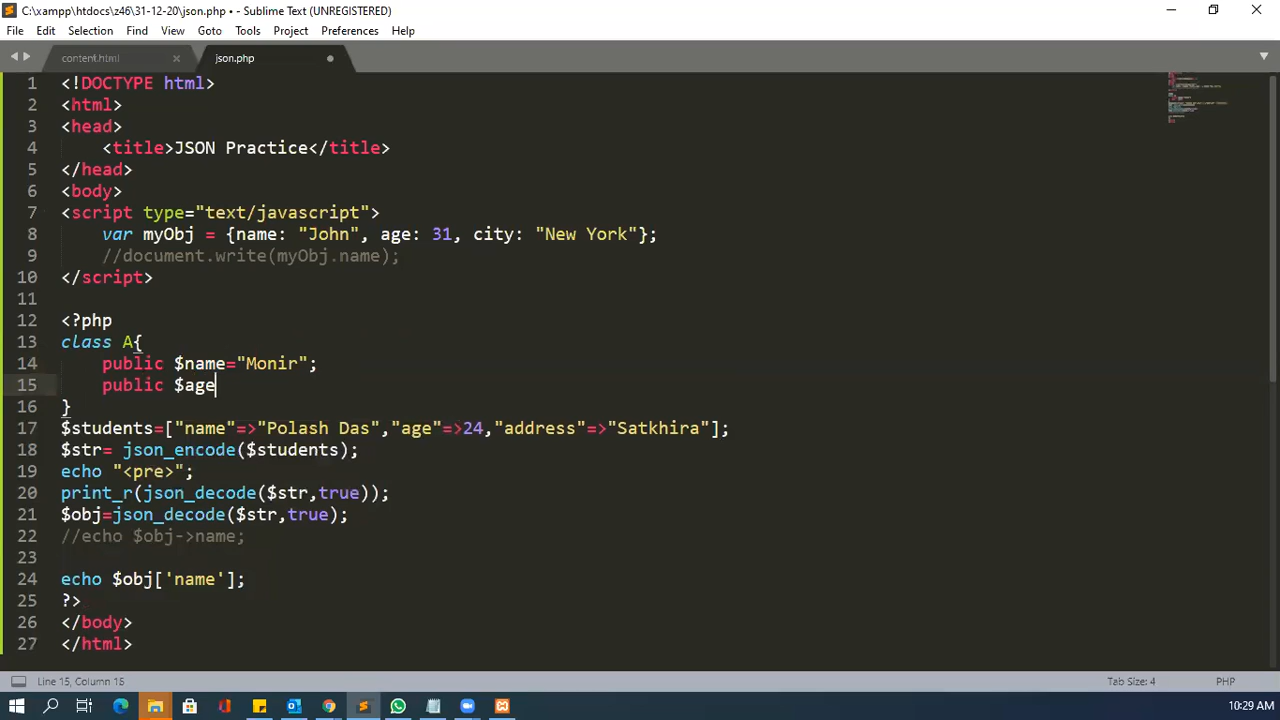 C:\xampp\htdocs\z46\31-12-20\json.php • - Sublime Text (UNREGISTERED)
File Edit Selection Find View Goto Tools Project Preferences Help
content.html json.php
1 <!DOCTYPE html>
2 <html>
3 <head>
4 <title>JSON Practice</title>
5 </head>
6 <body>
7 <script type="text/javascript">
8 var myObj = {name: "John", age: 31, city: "New York"};
9 //document.write(myObj.name);
10 </script>
11
12 <?php
13 class A{
14 public $name="Monir";
15 public $age
16 }
17 $students=["name"=>"Polash Das","age"=>24,"address"=>"Satkhira"];
18 $str= json_encode($students);
19 echo "<pre>";
20 print_r(json_decode($str,true));
21 $obj=json_decode($str,true);
22 //echo $obj->name;
23
24 echo $obj['name'];
25 ?>
26 </body>
27 </html>
Line 15, Column 15 Tab Size: 4 PHP
10:29 AM